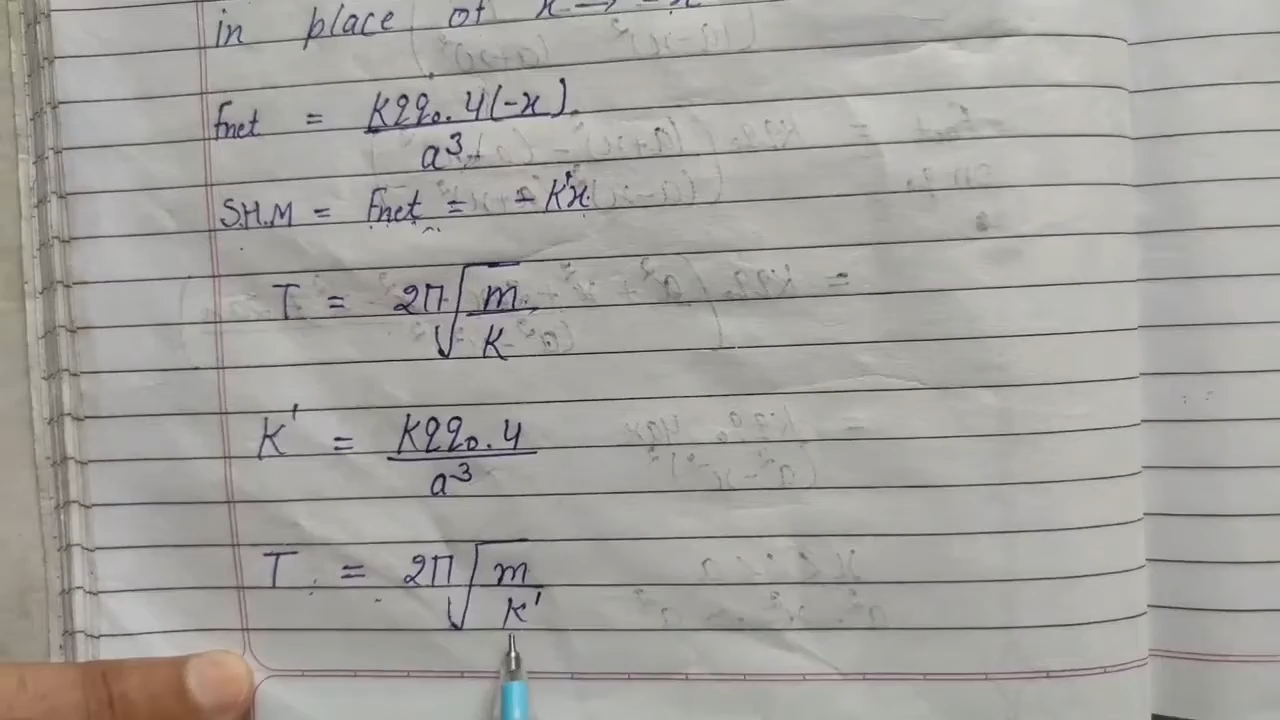 in place of x → -x
Fnet = Kqq₀.4(-x) / a³
S.H.M = Fnet = - K'x
T = 2π√(m / K)
K' = Kqq₀.4 / a³
T = 2π√(m / K')